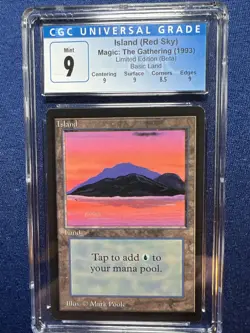 CGC UNIVERSAL GRADE
Mint
9
Island (Red Sky)
Magic: The Gathering (1993)
Limited Edition (Beta)
Basic Land
Centering Surface Corners Edges
9 9 8.5 9
Island
Land
Tap to add to
your mana pool.
Illus. © Mark Poole